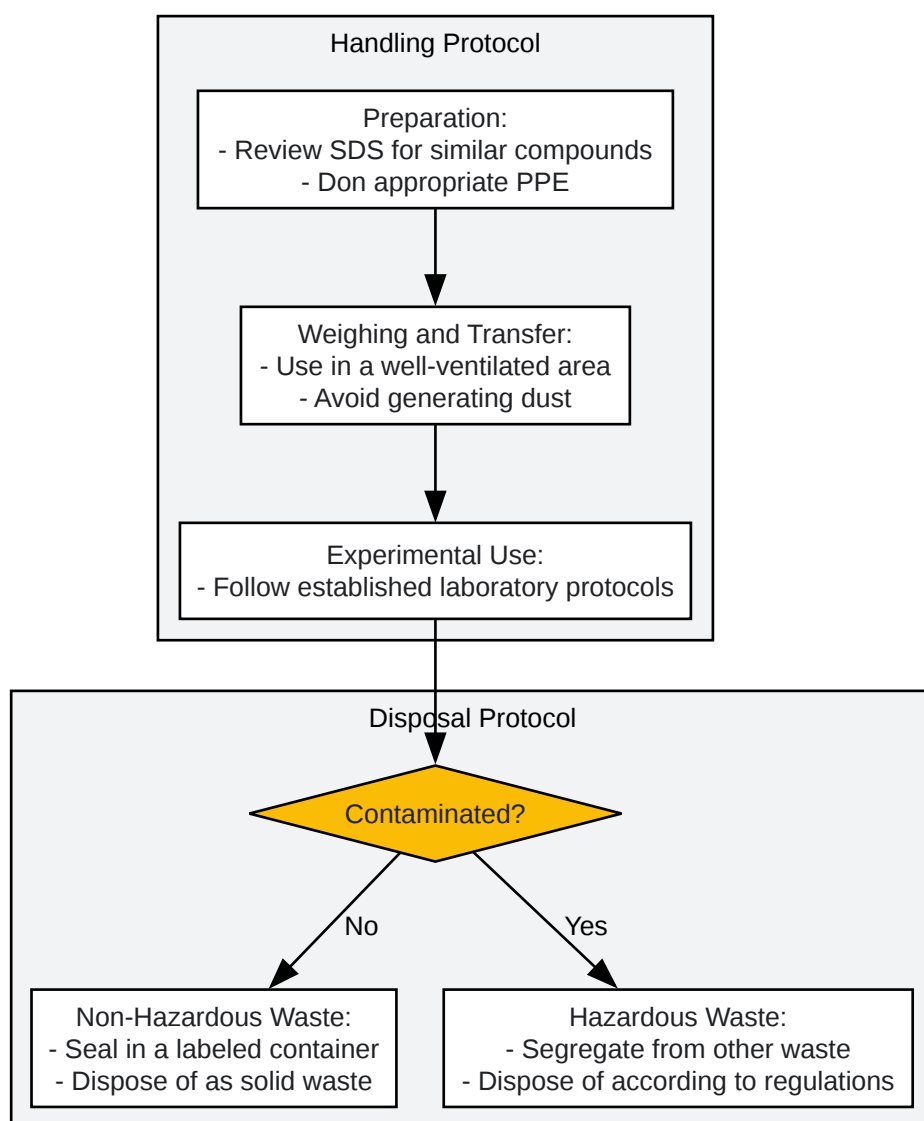 Handling Protocol
Preparation:
- Review SDS for similar compounds
- Don appropriate PPE
Weighing and Transfer:
- Use in a well-ventilated area
- Avoid generating dust
Experimental Use:
- Follow established laboratory protocols
Disposal Protocol
Contaminated?
No
Yes
Non-Hazardous Waste:
- Seal in a labeled container
- Dispose of as solid waste
Hazardous Waste:
- Segregate from other waste
- Dispose of according to regulations